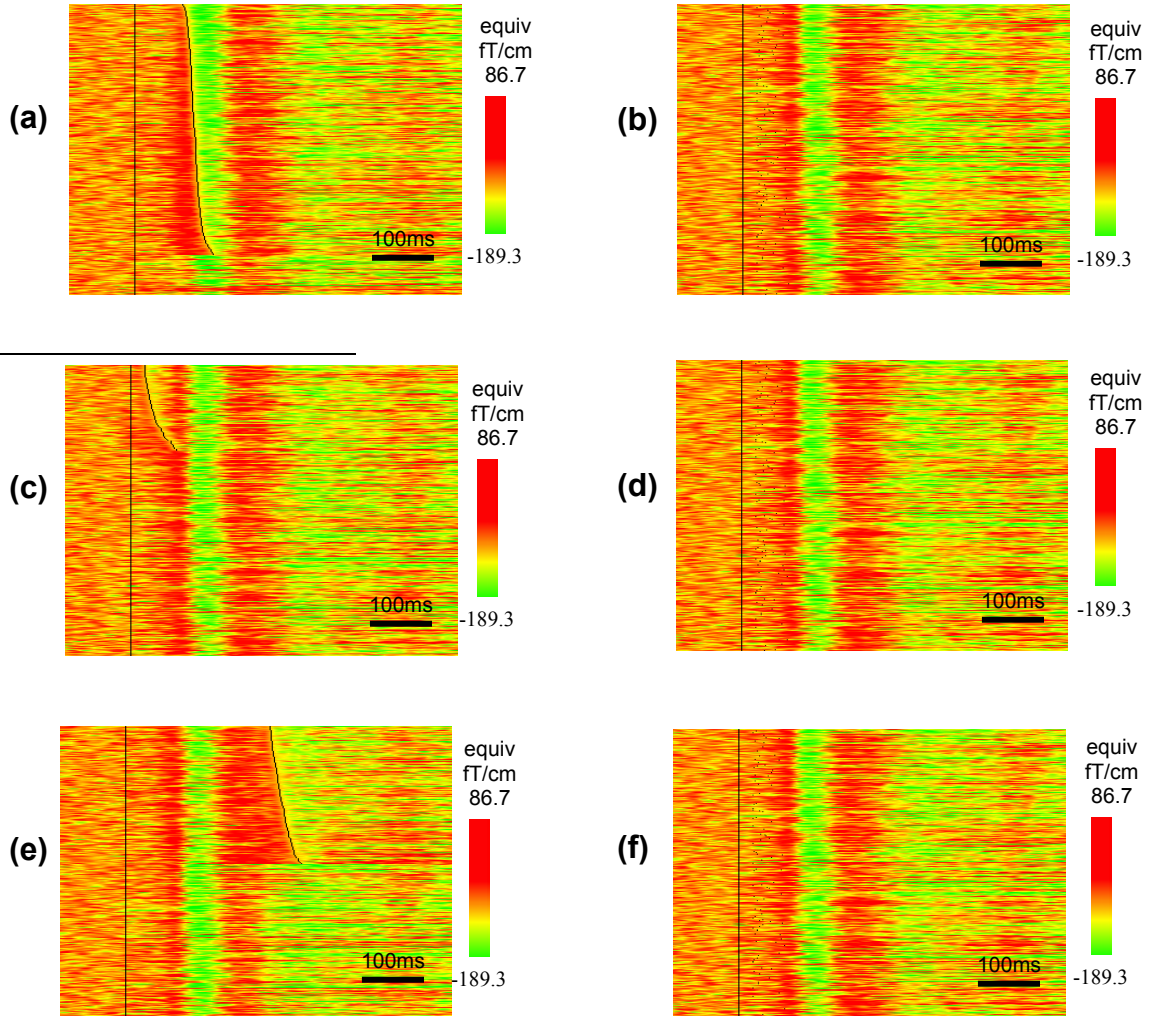 (a)
equiv
fT/cm
86.7
100ms
-189.3
(b)
equiv
fT/cm
86.7
100ms
-189.3
(c)
equiv
fT/cm
86.7
100ms
-189.3
(d)
equiv
fT/cm
86.7
100ms
-189.3
(e)
equiv
fT/cm
86.7
100ms
-189.3
(f)
equiv
fT/cm
86.7
100ms
-189.3